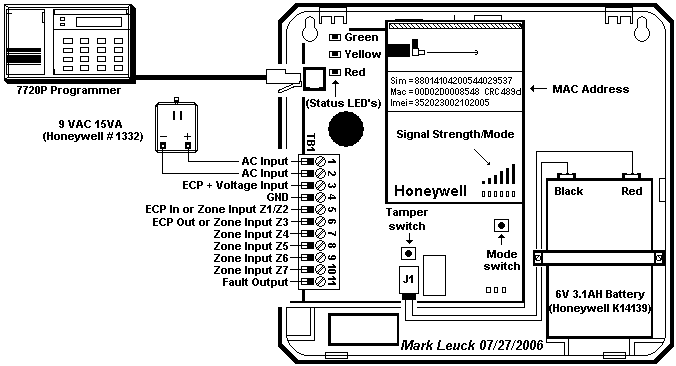 Green
Yellow
Red
(Status LED's)
7720P Programmer
9 VAC 15VA
(Honeywell # 1332)
Sim = 88014104200544029537
Mac = 00D02D0008548 CRC 489d
Imei = 352023002102005
MAC Address
Signal Strength/Mode
Honeywell
TB1
AC Input 1
AC Input 2
ECP + Voltage Input 3
GND 4
ECP In or Zone Input Z1/Z2 5
ECP Out or Zone Input Z3 6
Zone Input Z4 7
Zone Input Z5 8
Zone Input Z6 9
Zone Input Z7 10
Fault Output 11
Tamper
switch
Mode
switch
J1
Black
Red
6V 3.1AH Battery
(Honeywell K14139)
Mark Leuck 07/27/2006